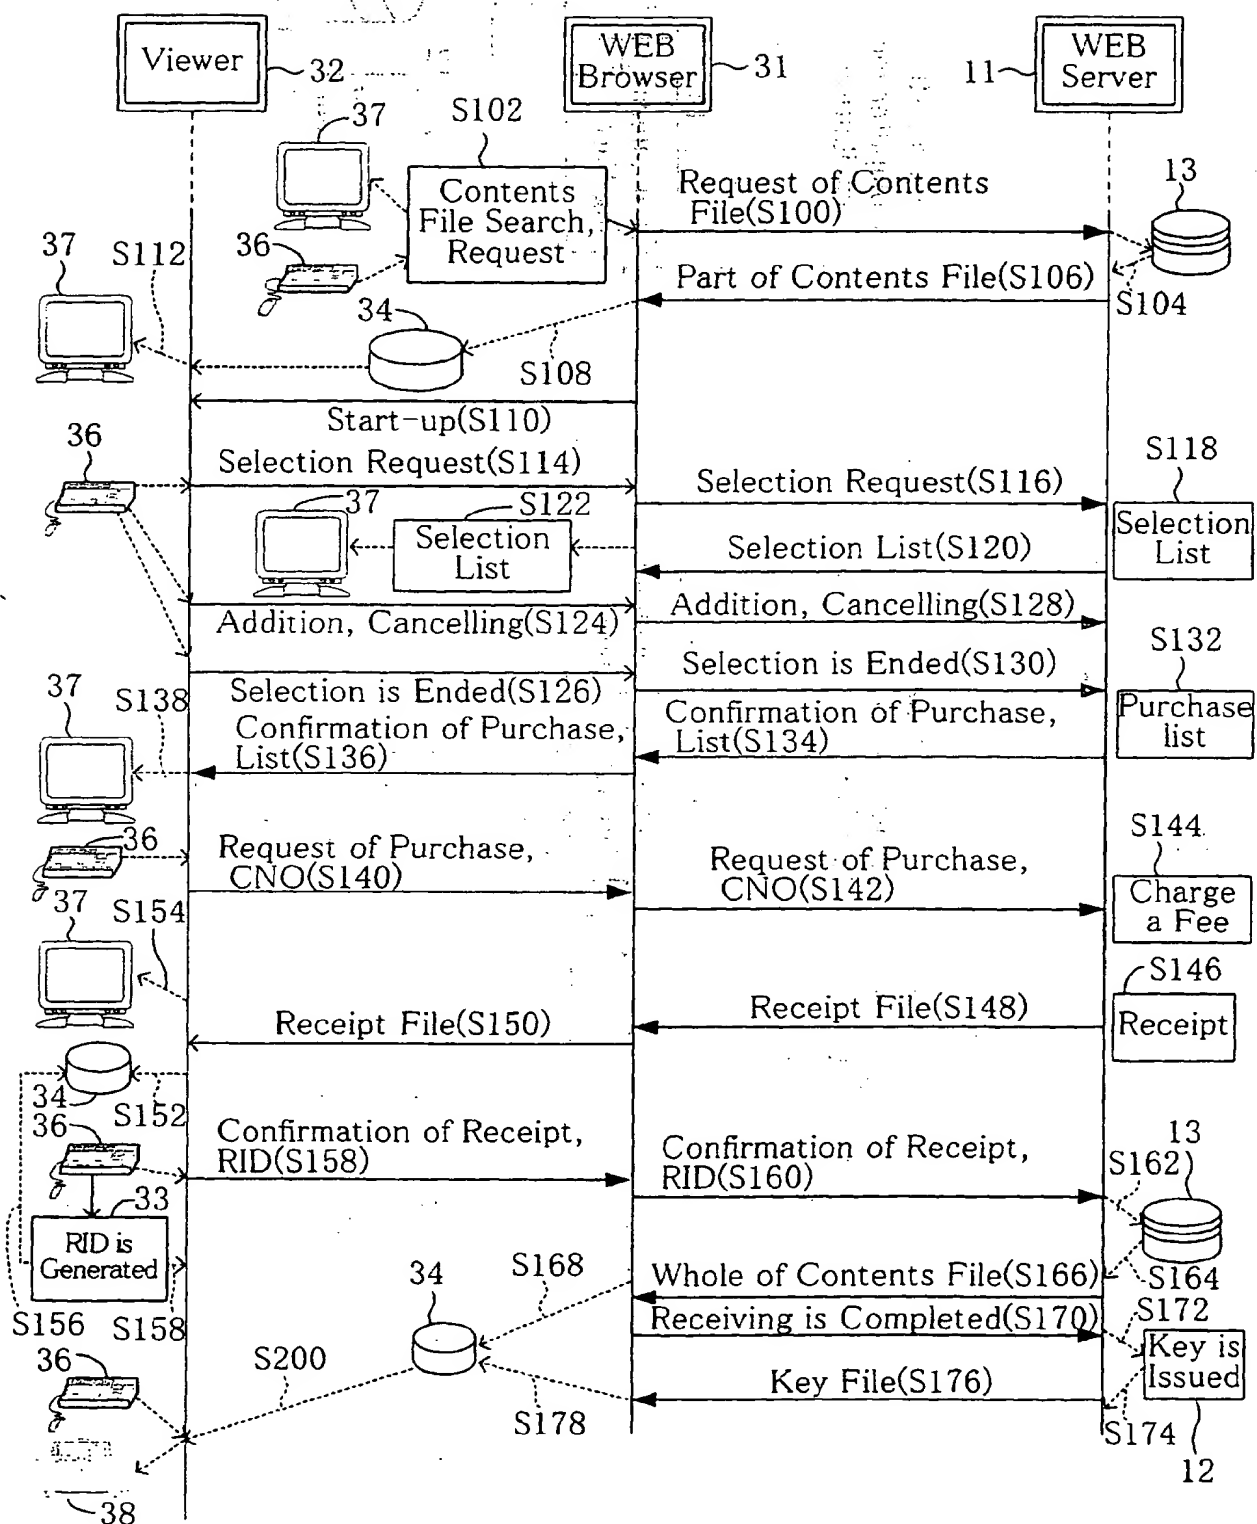 Viewer
32
WEB
Browser
31
11
WEB
Server
37
S102
Contents
File Search,
Request
36
Request of Contents
File(S100)
13
37
S112
Part of Contents File(S106)
S104
34
S108
Start-up(S110)
36
Selection Request(S114)
Selection Request(S116)
S118
Selection
List
37
S122
Selection
List
Selection List(S120)
Addition, Cancelling(S124)
Addition, Cancelling(S128)
Selection is Ended(S126)
Selection is Ended(S130)
S132
Purchase
list
37
S138
Confirmation of Purchase,
List(S136)
Confirmation of Purchase,
List(S134)
36
Request of Purchase,
CNO(S140)
Request of Purchase,
CNO(S142)
S144
Charge
a Fee
37
S154
S146
Receipt
Receipt File(S150)
Receipt File(S148)
34
S152
36
Confirmation of Receipt,
RID(S158)
Confirmation of Receipt,
RID(S160)
S162
13
33
RID is
Generated
S156
S158
34
S168
Whole of Contents File(S166)
S164
Receiving is Completed(S170)
S172
Key is
Issued
36
S200
S178
Key File(S176)
S174
12
38